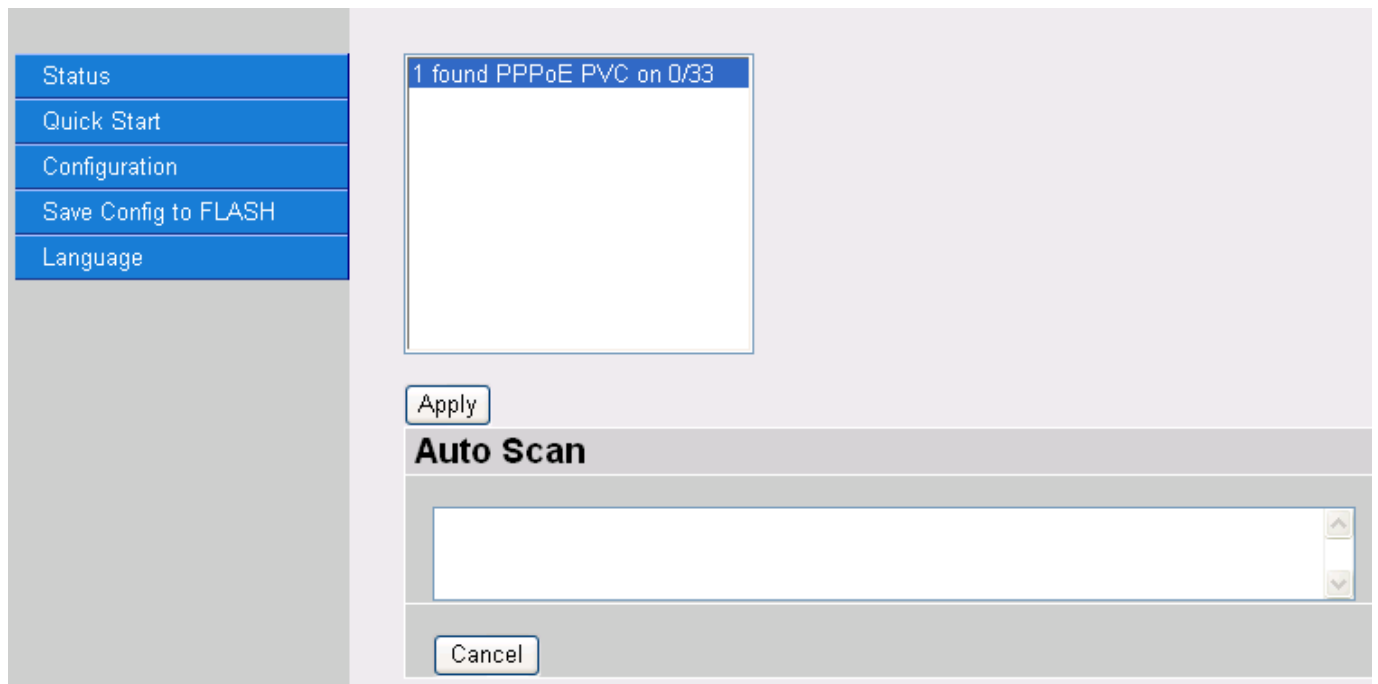 Status
Quick Start
Configuration
Save Config to FLASH
Language
1 found PPPoE PVC on 0/33
Apply
Auto Scan
Cancel